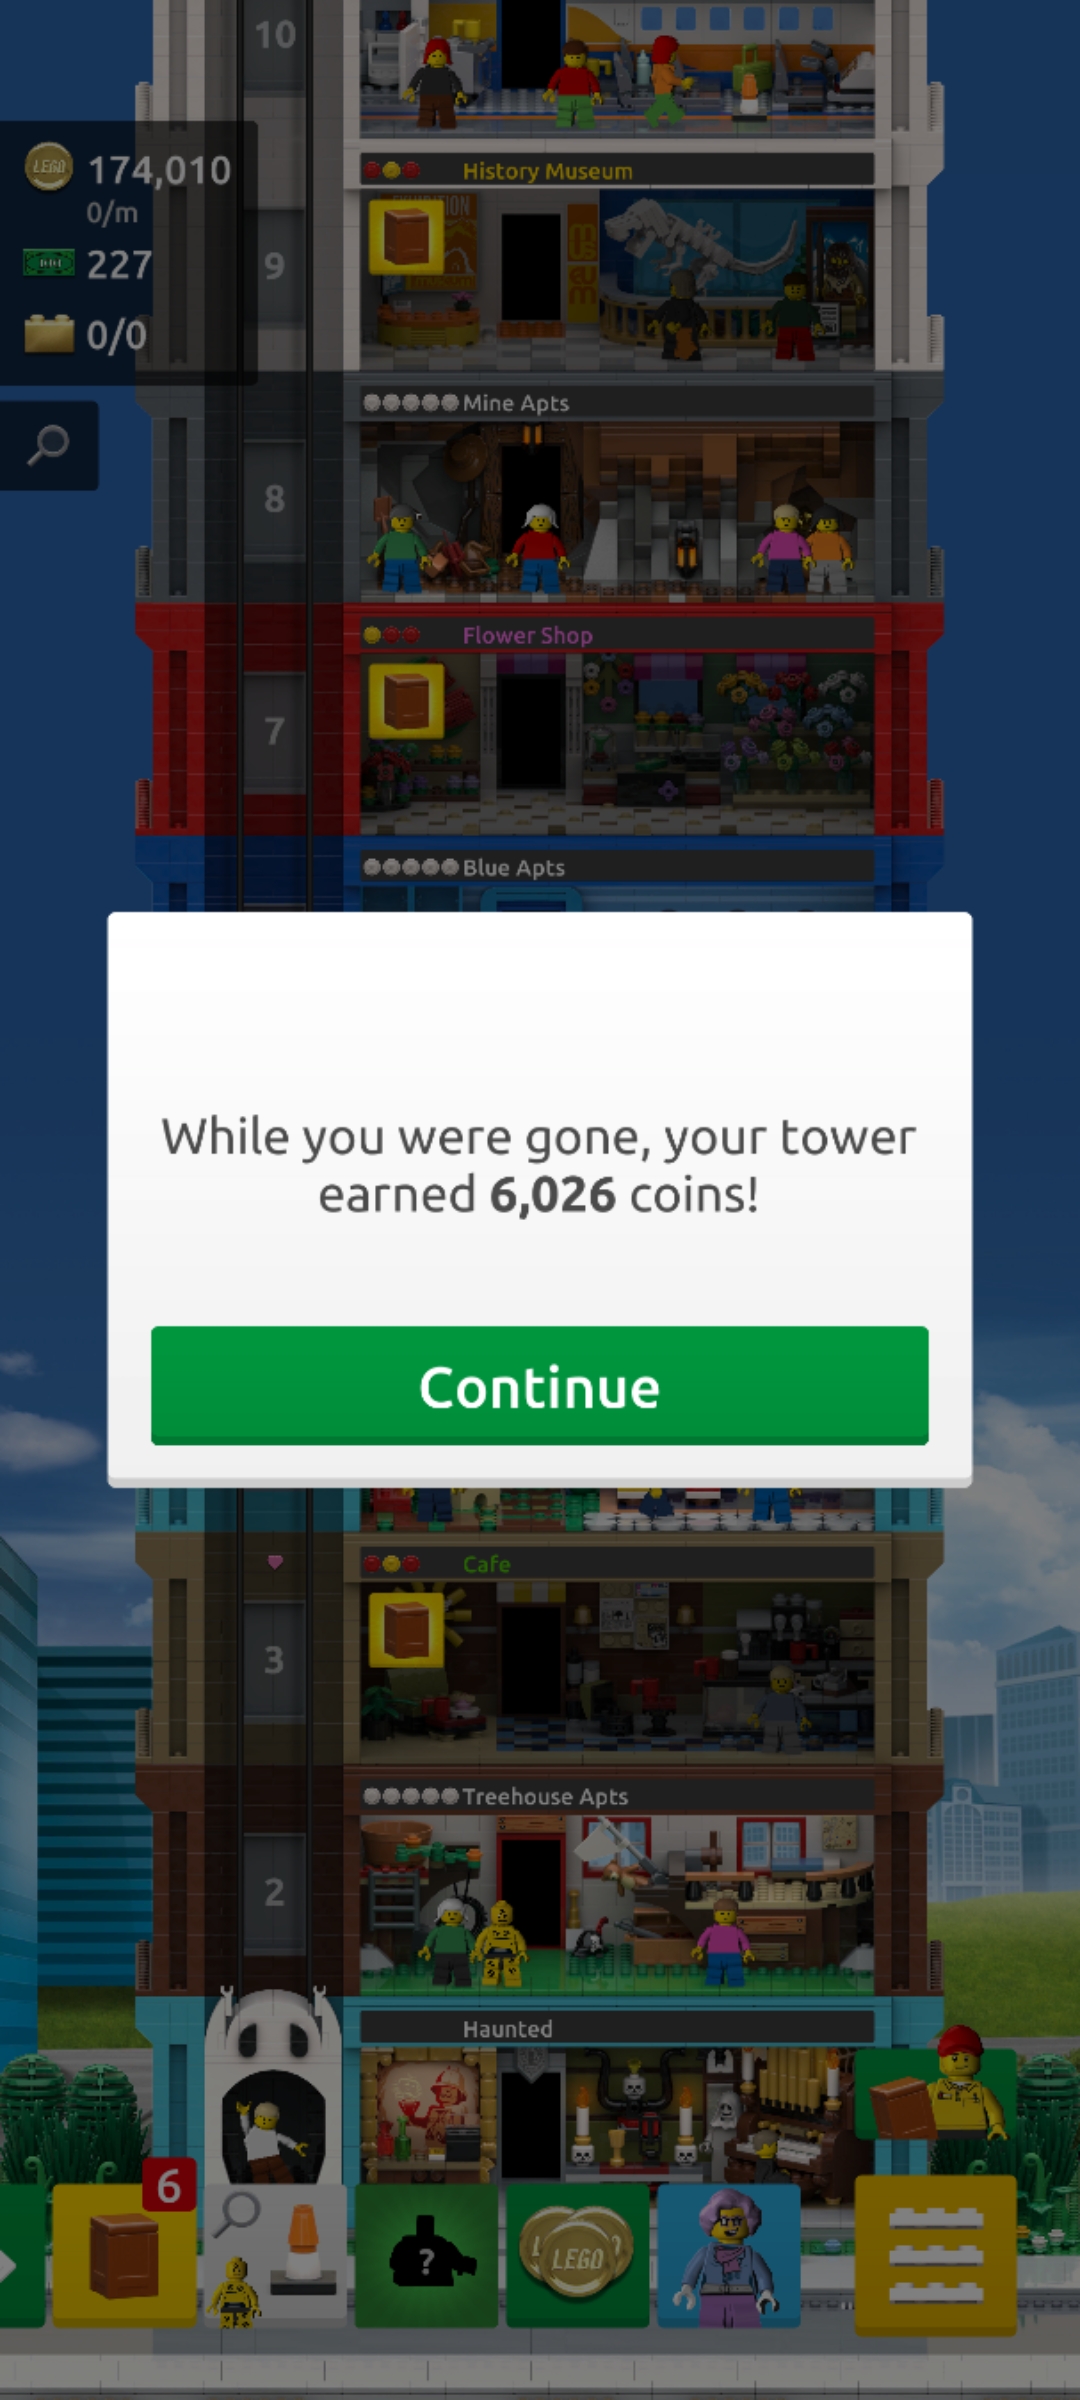 10
174,010
0/m
227
0/0
History Museum
9
Mine Apts
8
Flower Shop
7
Blue Apts
While you were gone, your tower
earned 6,026 coins!
Continue
Cafe
3
Treehouse Apts
2
Haunted
6
?
LEGO